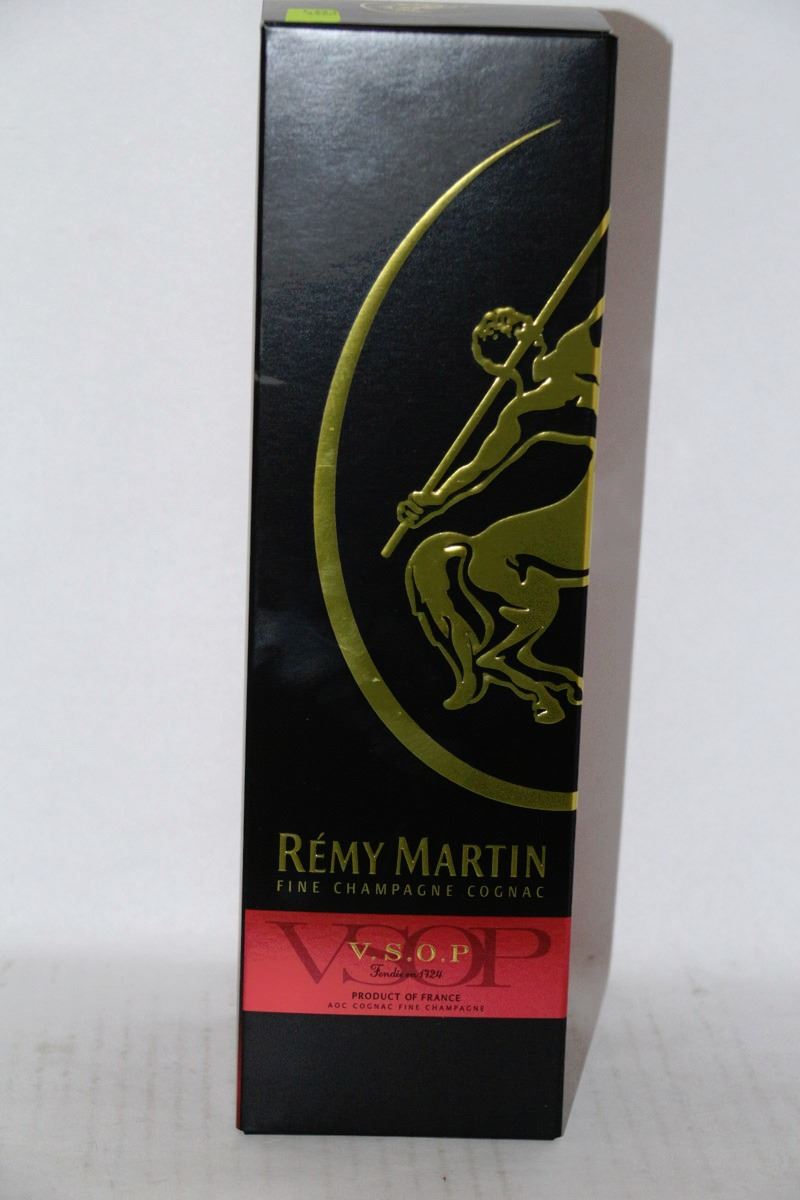 RÉMY MARTIN
FINE CHAMPAGNE COGNAC
VSOP
V.S.O.P
Fondée en 1724
PRODUCT OF FRANCE
AOC COGNAC FINE CHAMPAGNE